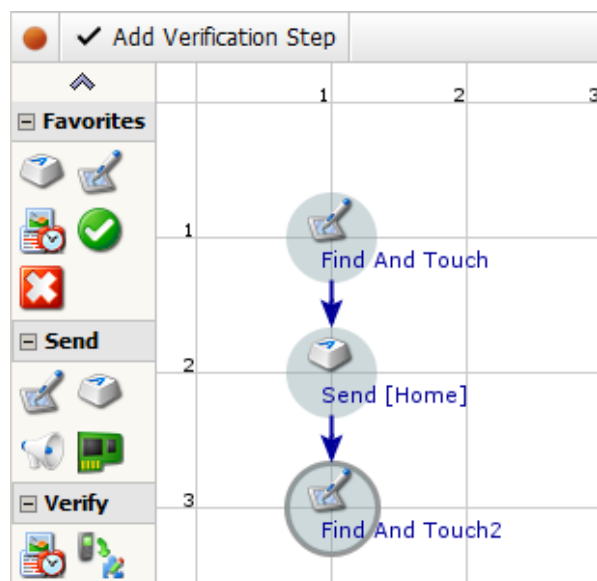 Add Verification Step
1 2 3
Favorites
1
Find And Touch
Send
2
Send [Home]
Verify
3
Find And Touch2